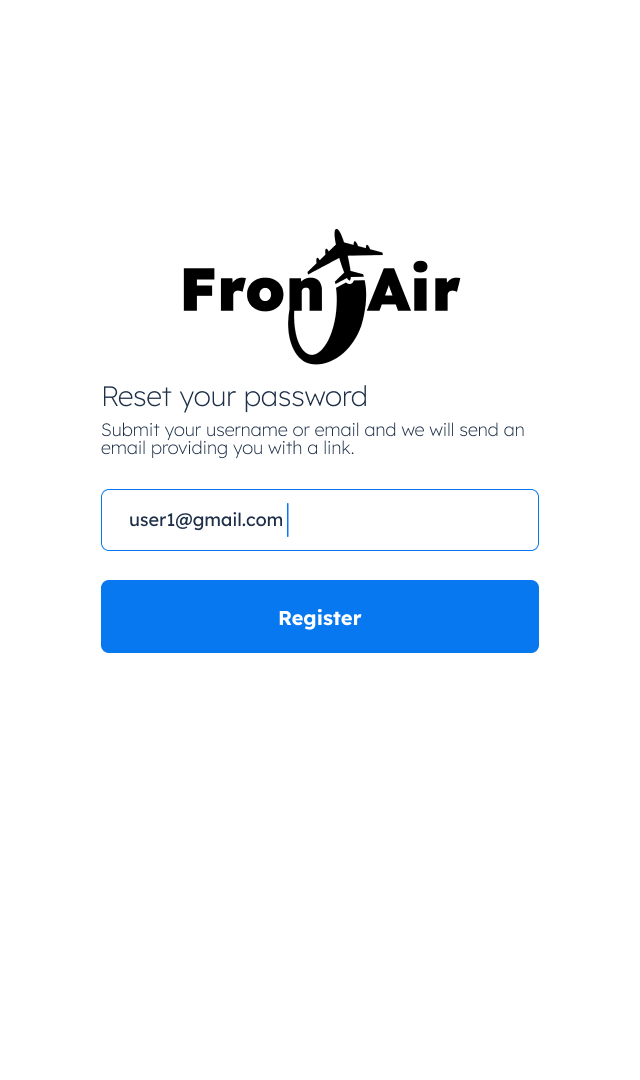 FronAir
Reset your password
Submit your username or email and we will send an
email providing you with a link.
user1@gmail.com
Register